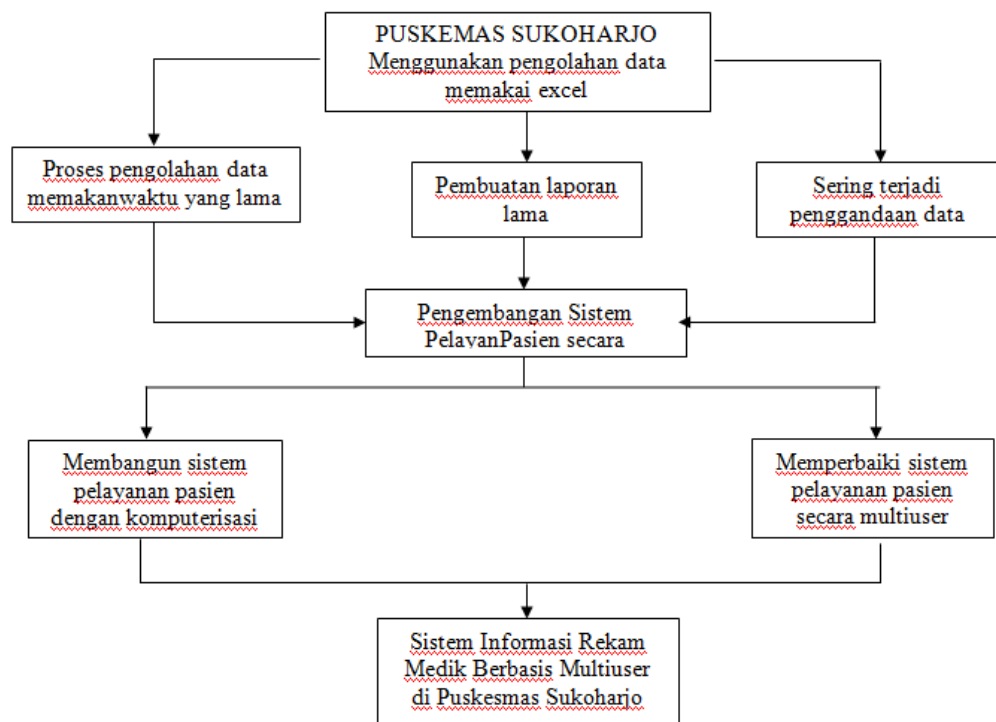 PUSKEMAS SUKOHARJO
Menggunakan pengolahan data
memakai excel
Proses pengolahan data
memakanwaktu yang lama
Pembuatan laporan
lama
Sering terjadi
penggandaan data
Pengembangan Sistem
PelayanPasien secara
Membangun sistem
pelayanan pasien
dengan komputerisasi
Memperbaiki sistem
pelayanan pasien
secara multiuser
Sistem Informasi Rekam
Medik Berbasis Multiuser
di Puskesmas Sukoharjo